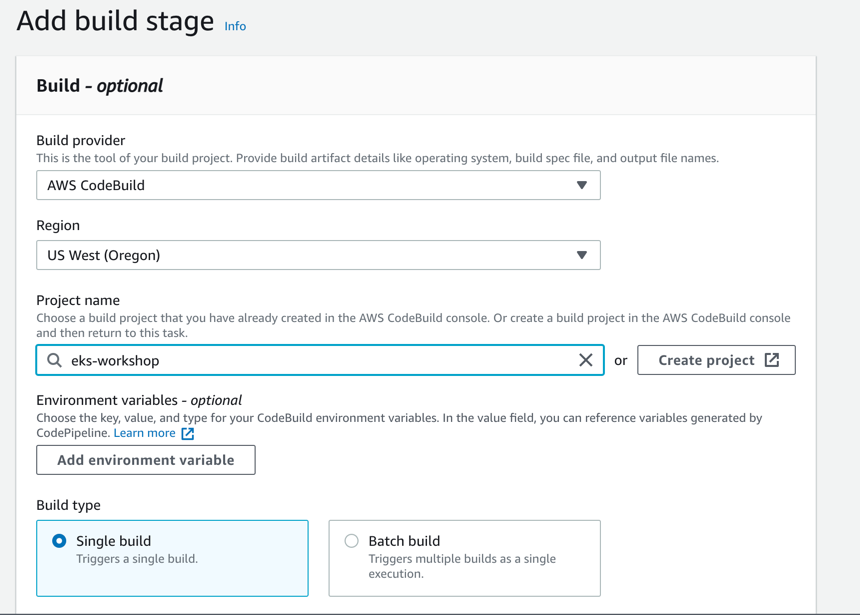 Add build stage Info
Build - optional
Build provider
This is the tool of your build project. Provide build artifact details like operating system, build spec file, and output file names.
AWS CodeBuild
Region
US West (Oregon)
Project name
Choose a build project that you have already created in the AWS CodeBuild console. Or create a build project in the AWS CodeBuild console
and then return to this task.
eks-workshop or Create project
Environment variables - optional
Choose the key, value, and type for your CodeBuild environment variables. In the value field, you can reference variables generated by
CodePipeline. Learn more
Add environment variable
Build type
Single build
Triggers a single build.
Batch build
Triggers multiple builds as a single
execution.